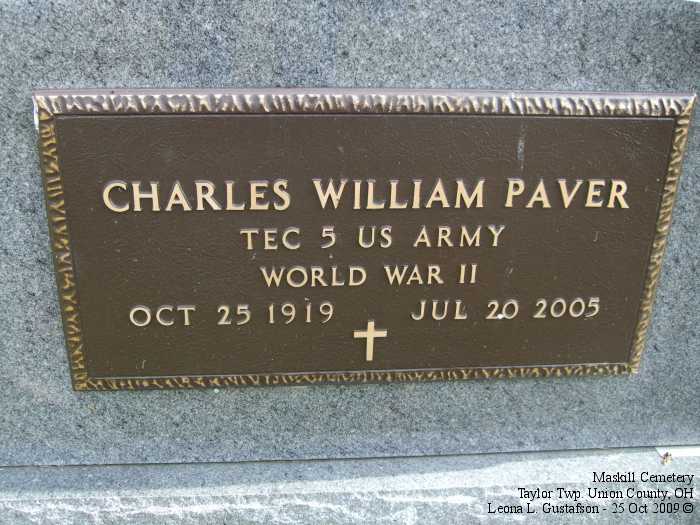 CHARLES WILLIAM PAVER
TEC 5 US ARMY
WORLD WAR II
OCT 25 1919 JUL 20 2005
Maskill Cemetery
Taylor Twp. Union County, OH
Leona L. Gustafson - 25 Oct 2009 ©